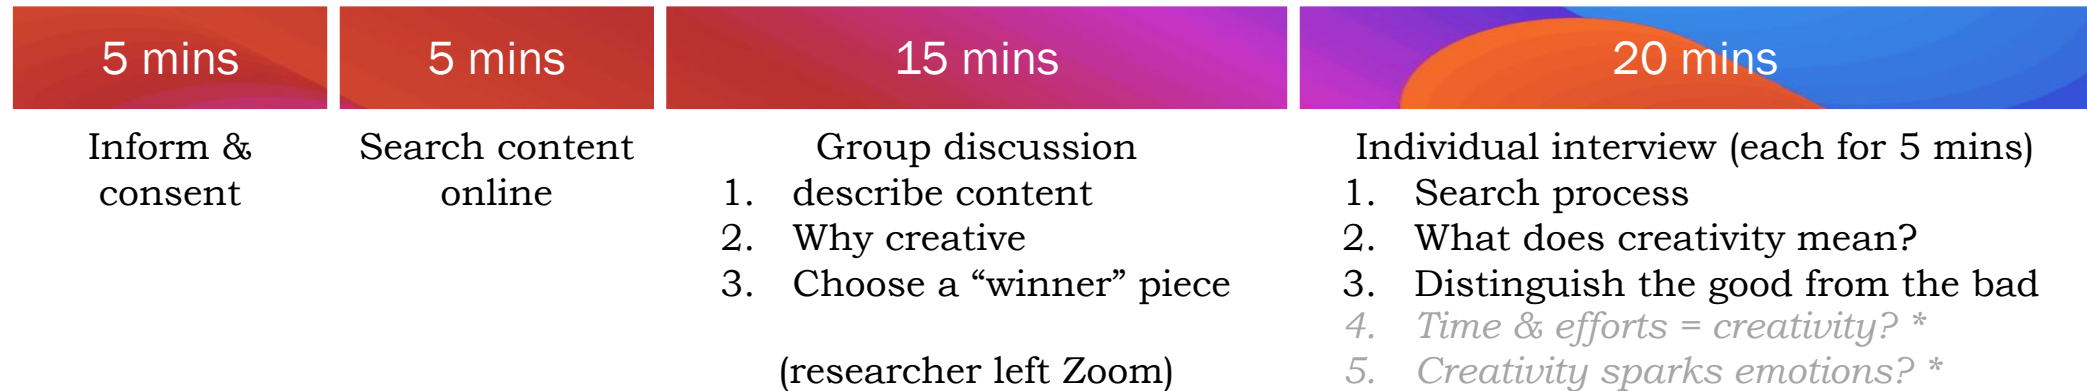 5 mins
Inform &
consent
5 mins
Search content
online
15 mins
Group discussion
1. describe content
2. Why creative
3. Choose a “winner” piece
(researcher left Zoom)
20 mins
Individual interview (each for 5 mins)
1. Search process
2. What does creativity mean?
3. Distinguish the good from the bad
4. Time & efforts = creativity? *
5. Creativity sparks emotions? *